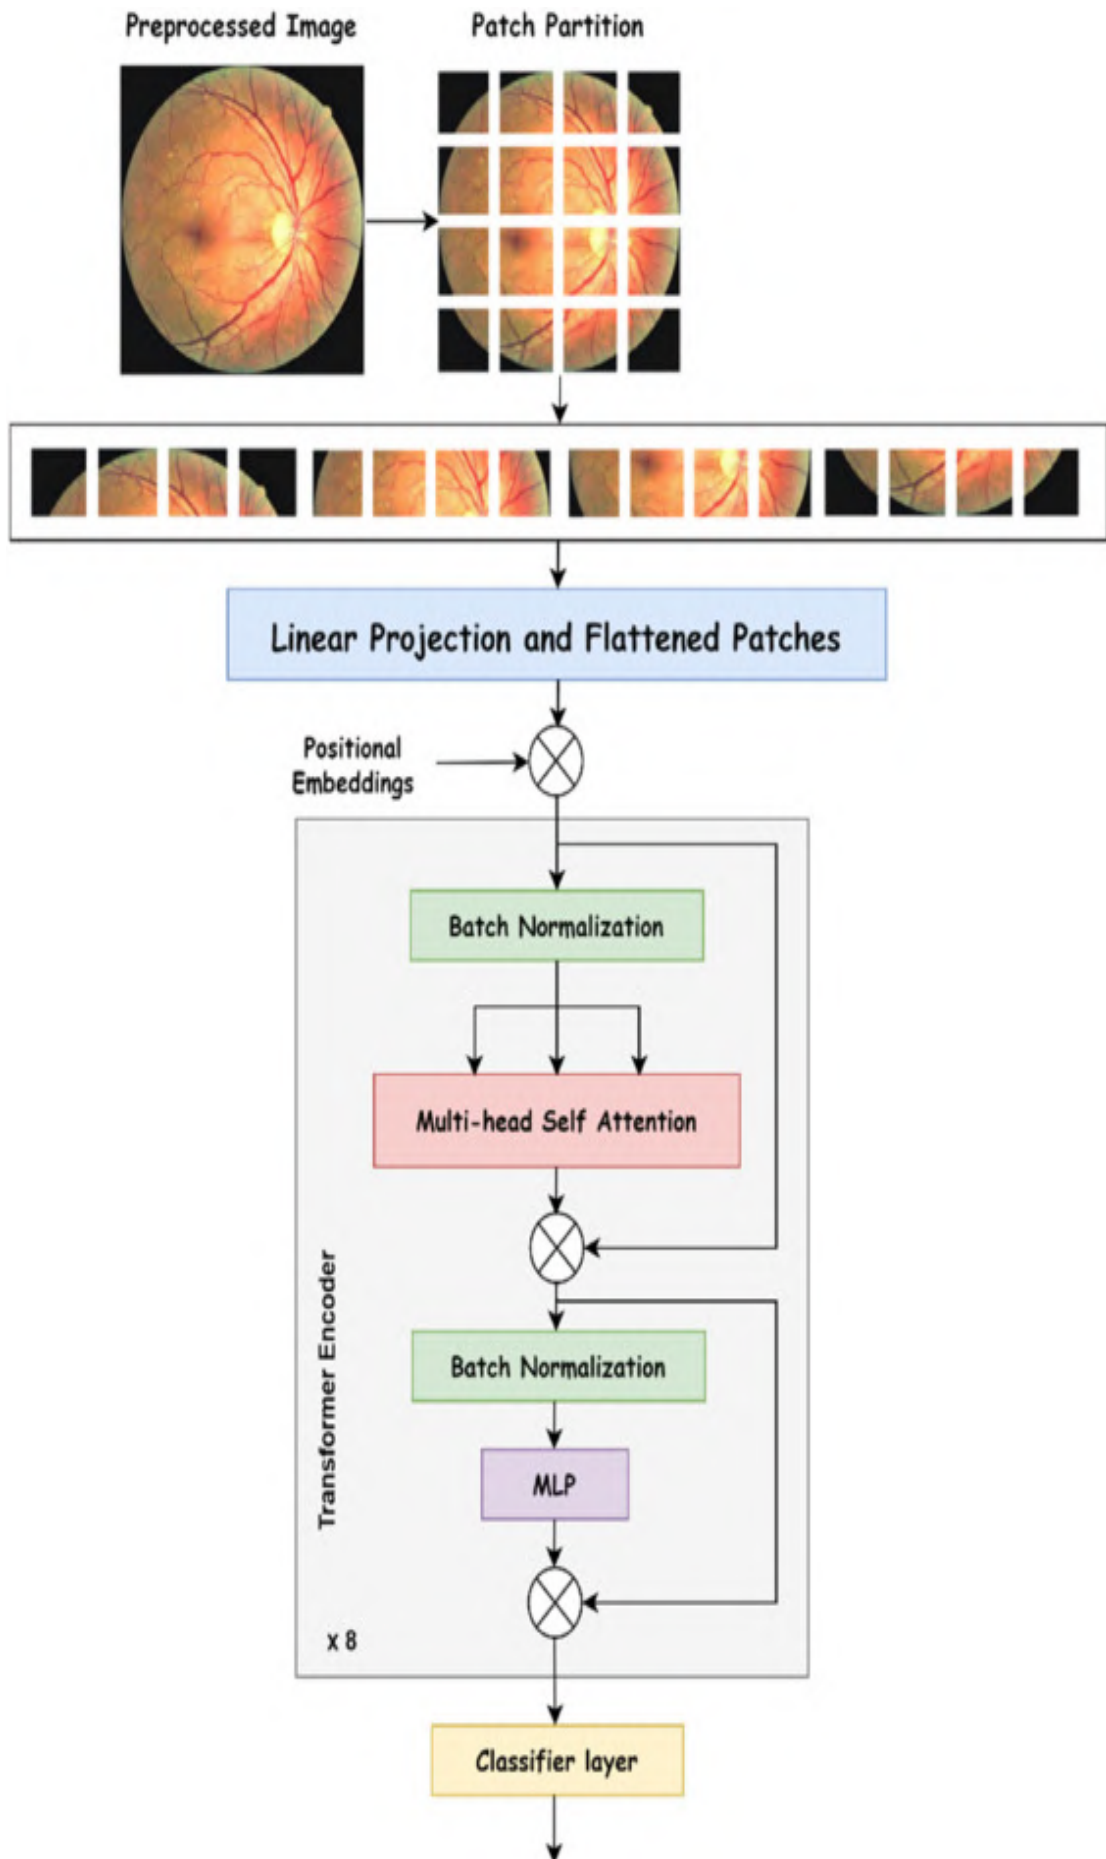 Preprocessed Image
Patch Partition
Linear Projection and Flattened Patches
Positional
Embeddings
Batch Normalization
Multi-head Self Attention
Transformer Encoder
Batch Normalization
MLP
x 8
Classifier layer